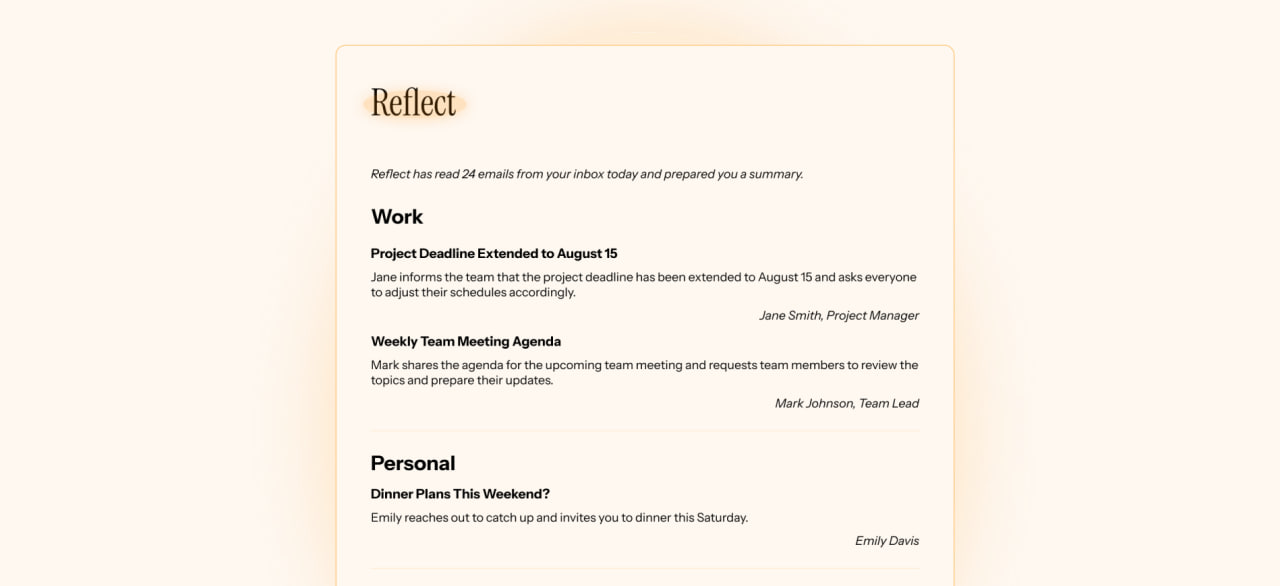 Reflect
Reflect has read 24 emails from your inbox today and prepared you a summary.
Work
Project Deadline Extended to August 15
Jane informs the team that the project deadline has been extended to August 15 and asks everyone
to adjust their schedules accordingly.
Jane Smith, Project Manager
Weekly Team Meeting Agenda
Mark shares the agenda for the upcoming team meeting and requests team members to review the
topics and prepare their updates.
Mark Johnson, Team Lead
Personal
Dinner Plans This Weekend?
Emily reaches out to catch up and invites you to dinner this Saturday.
Emily Davis